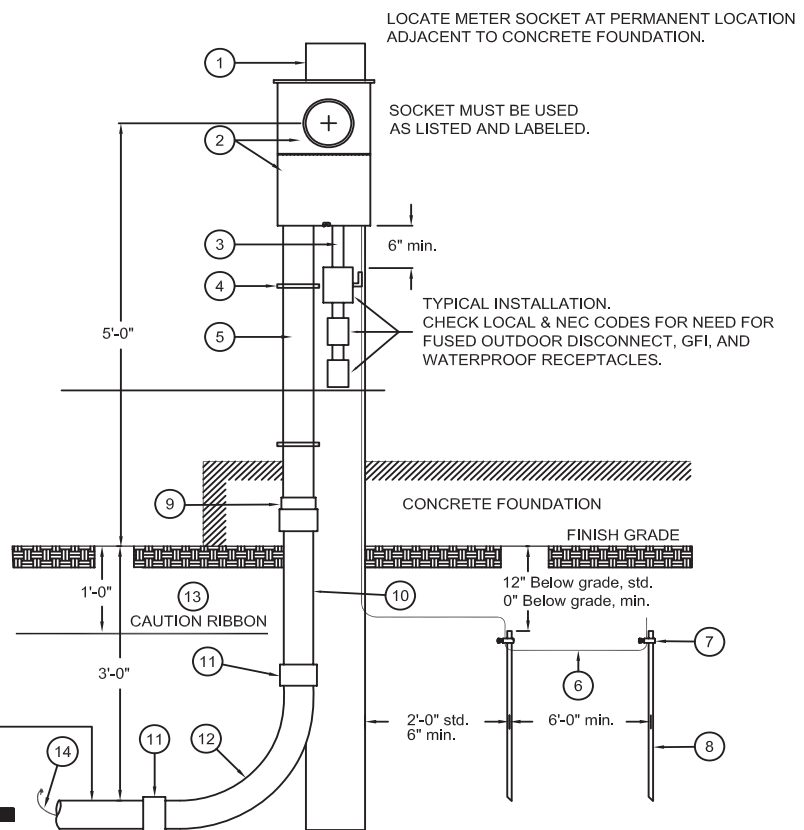 LOCATE METER SOCKET AT PERMANENT LOCATION
ADJACENT TO CONCRETE FOUNDATION.
1
SOCKET MUST BE USED
AS LISTED AND LABELED.
2
3
6" min.
4
TYPICAL INSTALLATION.
CHECK LOCAL & NEC CODES FOR NEED FOR
FUSED OUTDOOR DISCONNECT, GFI, AND
WATERPROOF RECEPTACLES.
5'-0"
5
9
CONCRETE FOUNDATION
FINISH GRADE
1'-0"
13
CAUTION RIBBON
10
12" Below grade, std.
0" Below grade, min.
7
11
3'-0"
6
2'-0" std.
6" min.
6'-0" min.
12
8
14
11